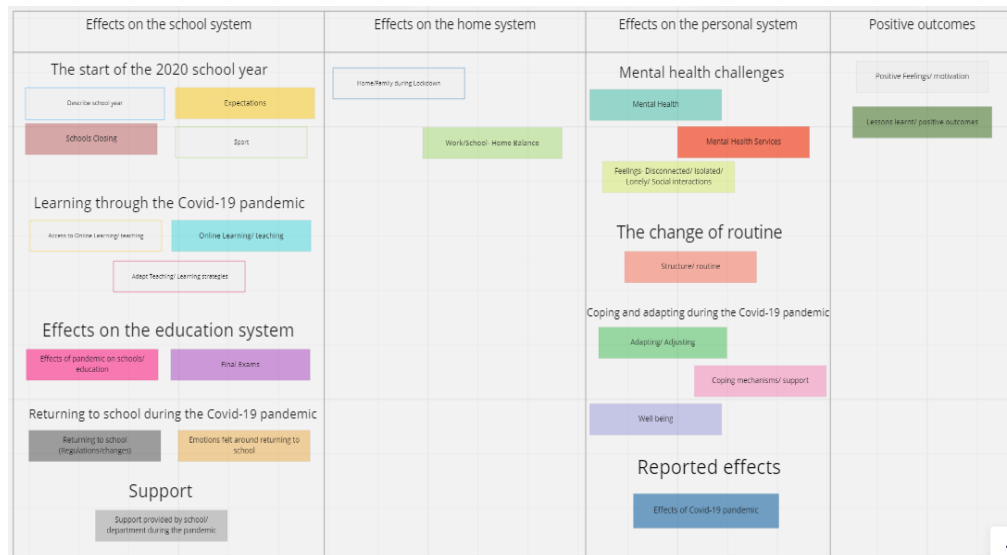 Effects on the school system
Effects on the home system
Effects on the personal system
Positive outcomes
The start of the 2020 school year
Describe school year
Expectations
Schools Closing
Sport
Learning through the Covid-19 pandemic
Access to Online Learning/ teaching
Online Learning/ teaching
Adapt Teaching/ Learning strategies
Effects on the education system
Effects of pandemic on schools/
education
Final Exams
Returning to school during the Covid-19 pandemic
Returning to school
(Regulations/changes)
Emotions felt around returning to
school
Support
Support provided by school/
department during the pandemic
Home/Family during Lockdown
Work/School- Home Balance
Mental health challenges
Mental Health
Mental Health Services
Feelings- Disconnected/ Isolated/
Lonely/ Social interactions
The change of routine
Structure/ routine
Coping and adapting during the Covid-19 pandemic
Adapting/ Adjusting
Coping mechanisms/ support
Well being
Reported effects
Effects of Covid-19 pandemic
Positive Feelings/ motivation
Lessons learnt/ positive outcomes